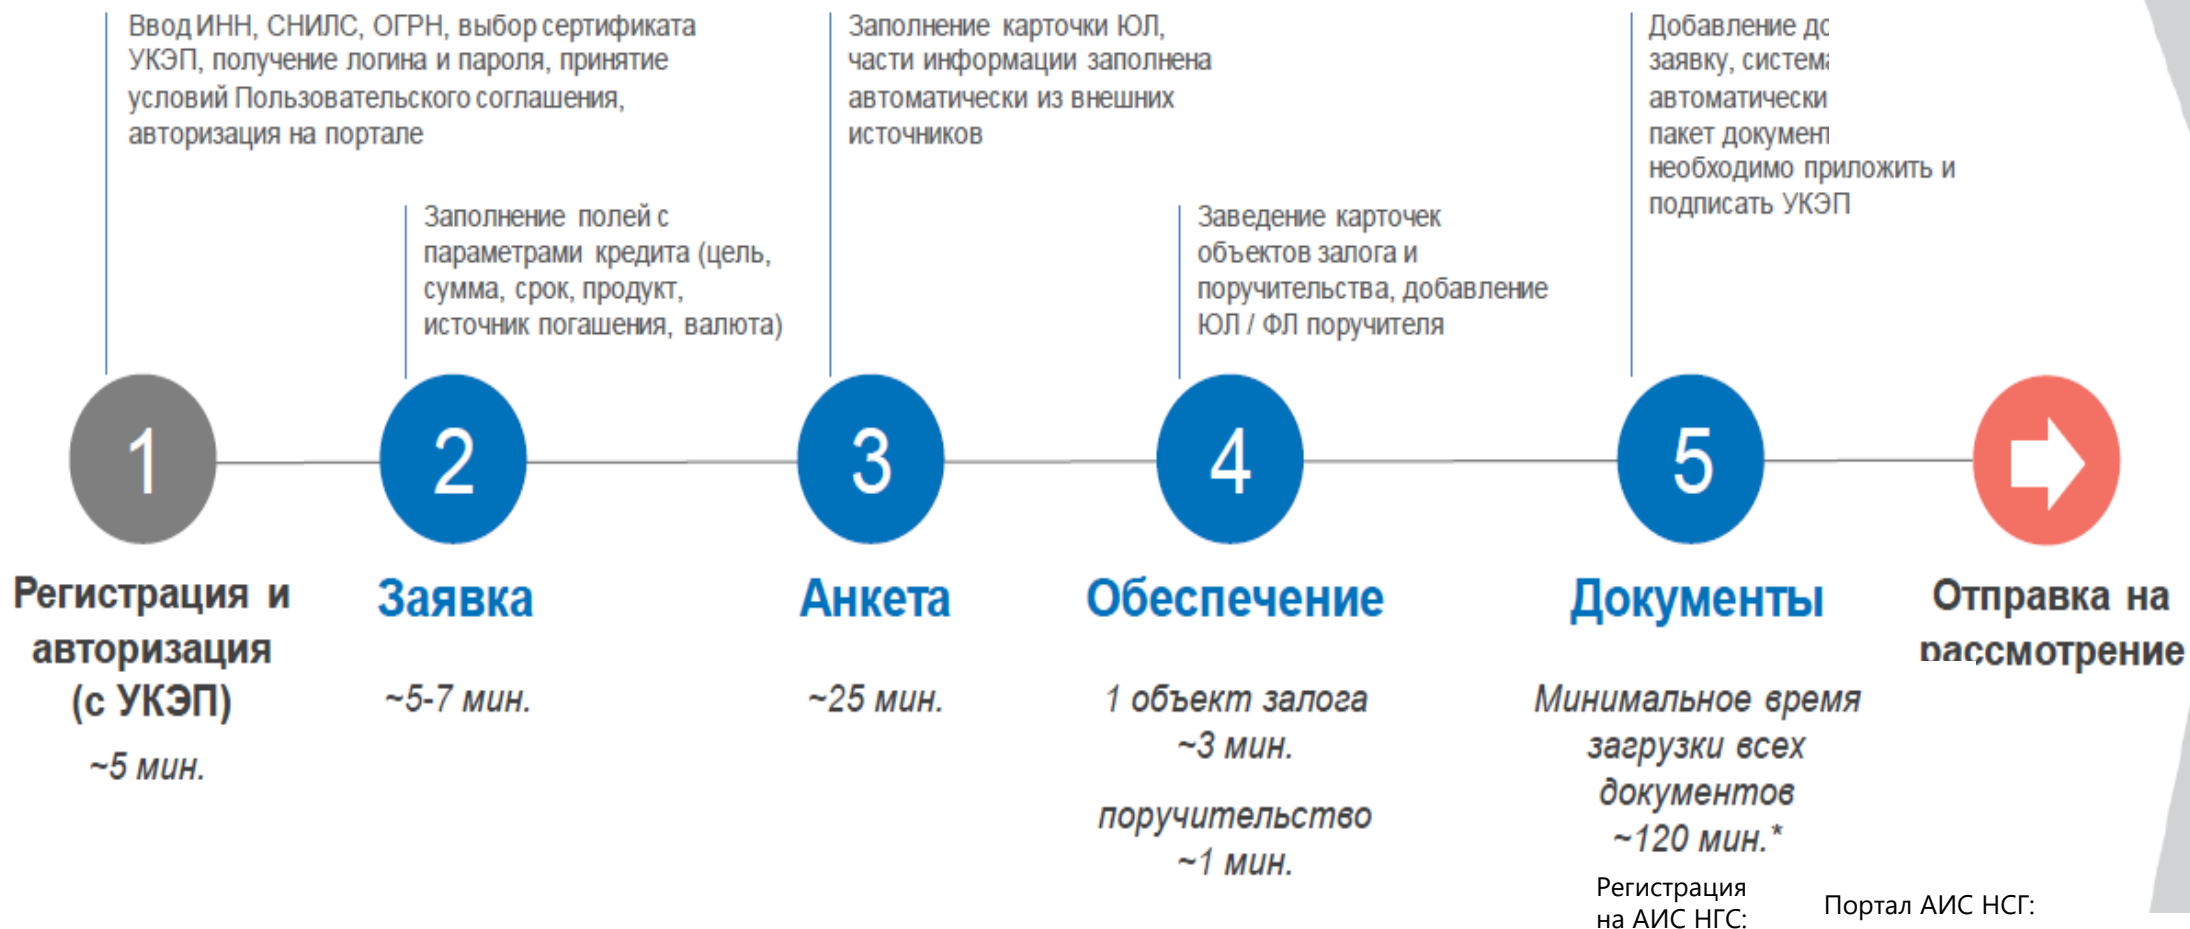 Ввод ИНН, СНИЛС, ОГРН, выбор сертификата
УКЭП, получение логина и пароля, принятие
условий Пользовательского соглашения,
авторизация на портале
Заполнение полей с
параметрами кредита (цель,
сумма, срок, продукт,
источник погашения, валюта)
Заполнение карточки ЮЛ,
части информации заполнена
автоматически из внешних
источников
Заведение карточек
объектов залога и
поручительства, добавление
ЮЛ / ФЛ поручителя
Добавление
заявку,
автоматически
пакет
необходимо приложить и
подписать УКЭП
1
2
3
4
5
Регистрация и
авторизация
(с УКЭП)
~5 мин.
Заявка
~5-7 мин.
Анкета
~25 мин.
Обеспечение
1 объект залога
~3 мин.
поручительство
~1 мин.
Документы
Минимальное время
загрузки всех
документов
~120 мин.*
Отправка на
рассмотрение
Регистрация
на АИС НГС:
Портал АИС НСГ: